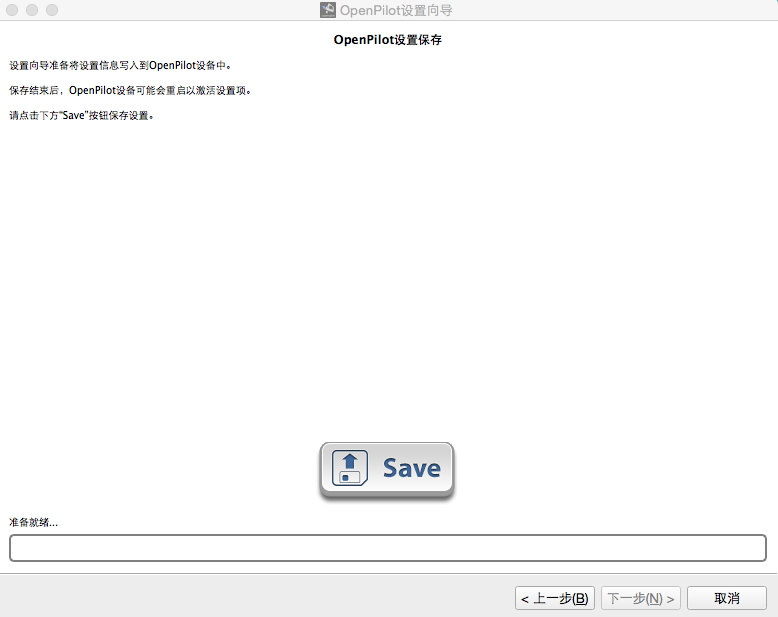 OpenPilot设置向导
OpenPilot设置保存
设置向导准备将设置信息写入到OpenPilot设备中。
保存结束后，OpenPilot设备可能会重启以激活设置项。
请点击下方“Save”按钮保存设置。
Save
准备就绪...
< 上一步(B) 下一步(N) > 取消